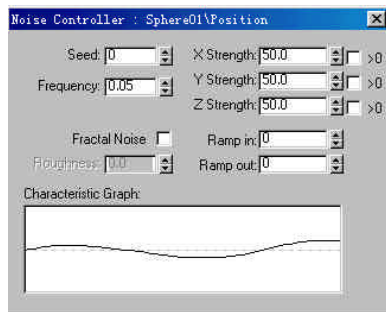 Noise Controller : Sphere01\Position
Seed: 0
X Strength: 50.0 >0
Frequency: 0.05
Y Strength: 50.0 >0
Z Strength: 50.0 >0
Fractal Noise
Ramp in: 0
Roughness: 0.0
Ramp out: 0
Characteristic Graph: